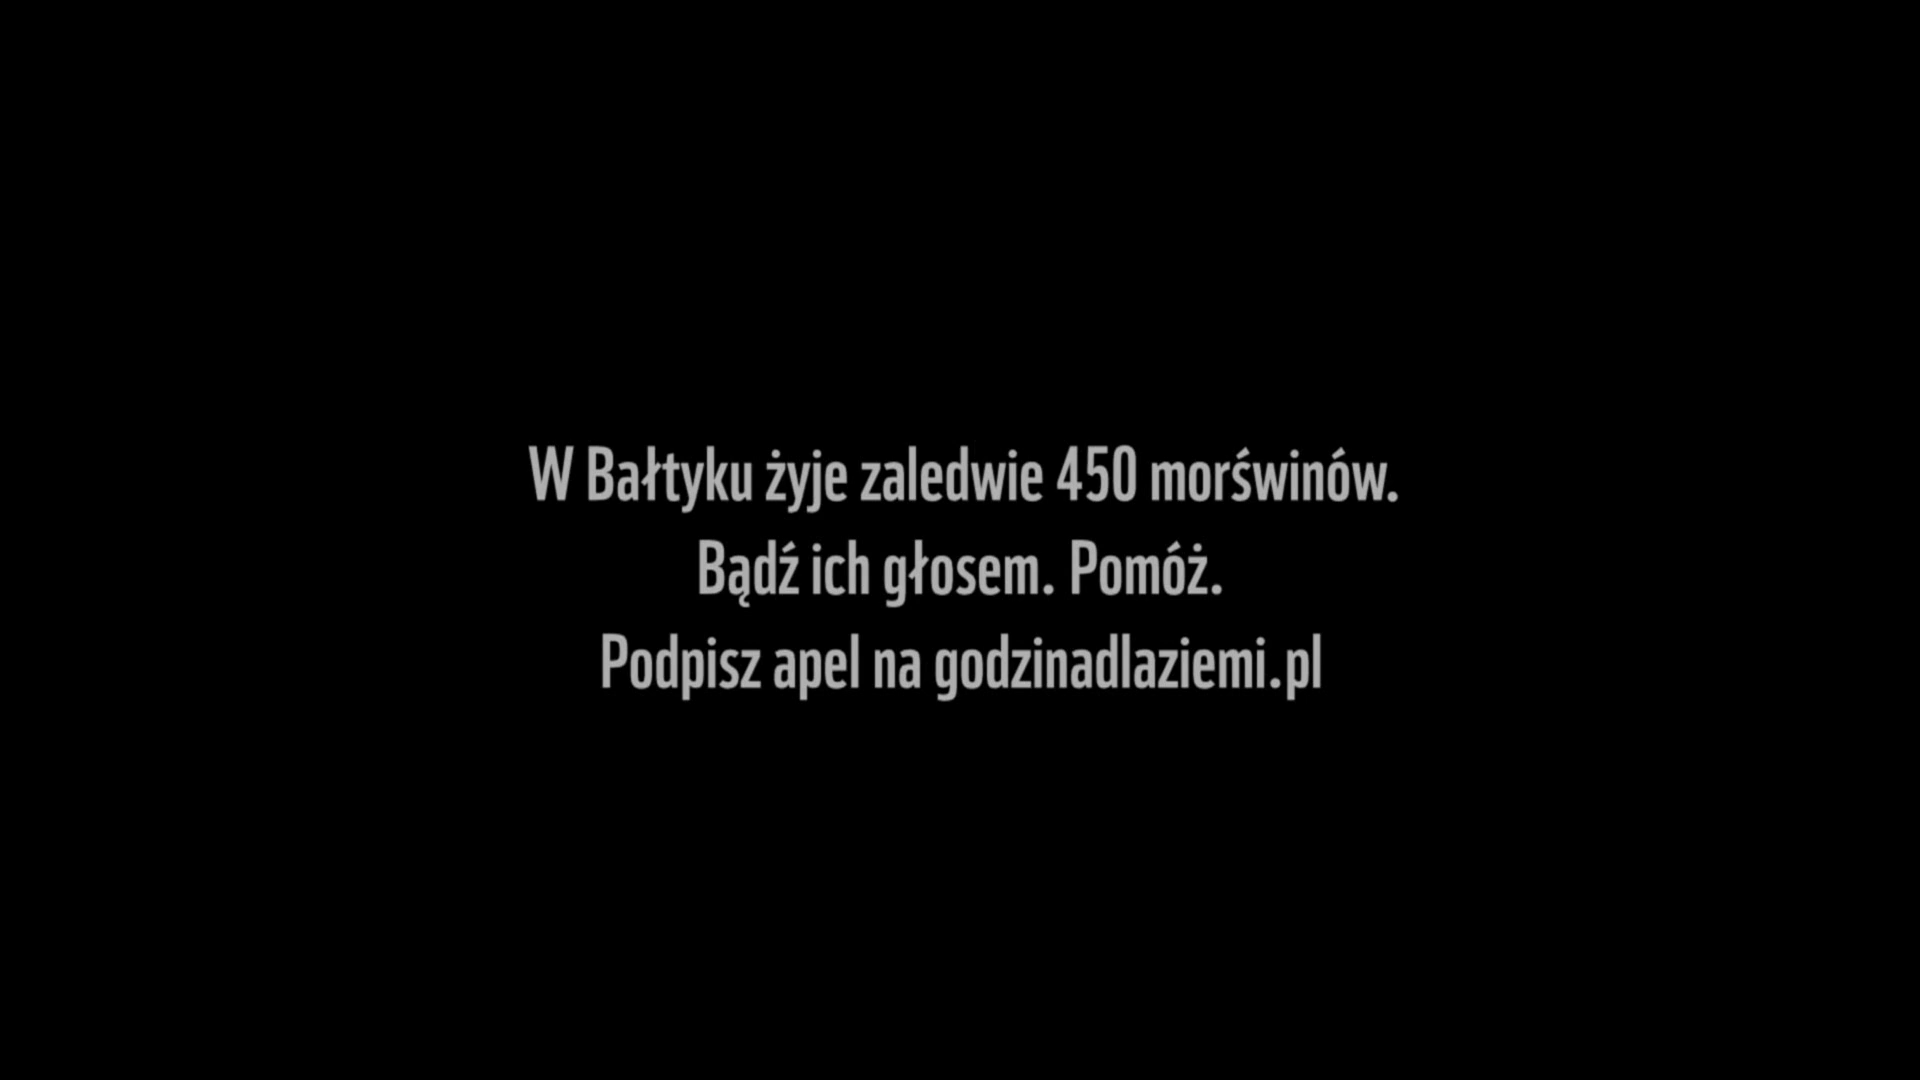 W Bałtyku żyje zaledwie 450 morświnów.
Bądź ich głosem. Pomóż.
Podpisz apel na godzinadlaziemi.pl